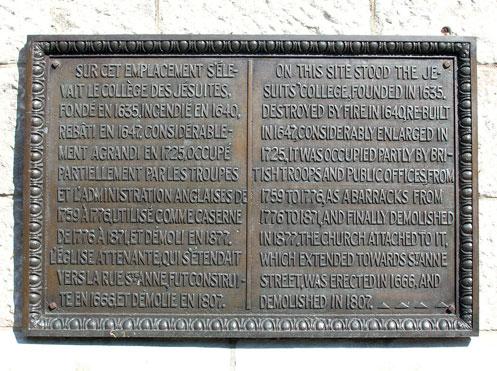 SUR CET EMPLACEMENT S'ÉLE-
VAIT LE COLLÈGE DES JÉSUITES.
FONDÉ EN 1635, INCENDIÉ EN 1640,
REBÂTI EN 1647, CONSIDÉRABLE-
MENT AGRANDI EN 1725, OCCUPÉ
PARTIELLEMENT PAR LES TROUPES
ET L'ADMINISTRATION ANGLAISES DE
1759 À 1776, UTILISÉ COMME CASERNE
DE 1776 À 1871, ET DÉMOLI EN 1877.
L'ÉGLISE ATTENANTE, QUI S'ÉTENDAIT
VERS LA RUE STE ANNE, FUT CONSTRUI-
TE EN 1666, ET DÉMOLIE EN 1807.
ON THIS SITE STOOD THE JE-
SUITS' COLLEGE, FOUNDED IN 1635.
DESTROYED BY FIRE IN 1640, RE-BUILT
IN 1647, CONSIDERABLY ENLARGED IN
1725, IT WAS OCCUPIED PARTLY BY BRI-
TISH TROOPS AND PUBLIC OFFICES, FROM
1759 TO 1776, AS A BARRACKS FROM
1776 TO 1871, AND FINALLY DEMOLISHED
IN 1877. THE CHURCH ATTACHED TO IT,
WHICH EXTENDED TOWARDS ST. ANNE
STREET, WAS ERECTED IN 1666, AND
DEMOLISHED IN 1807.